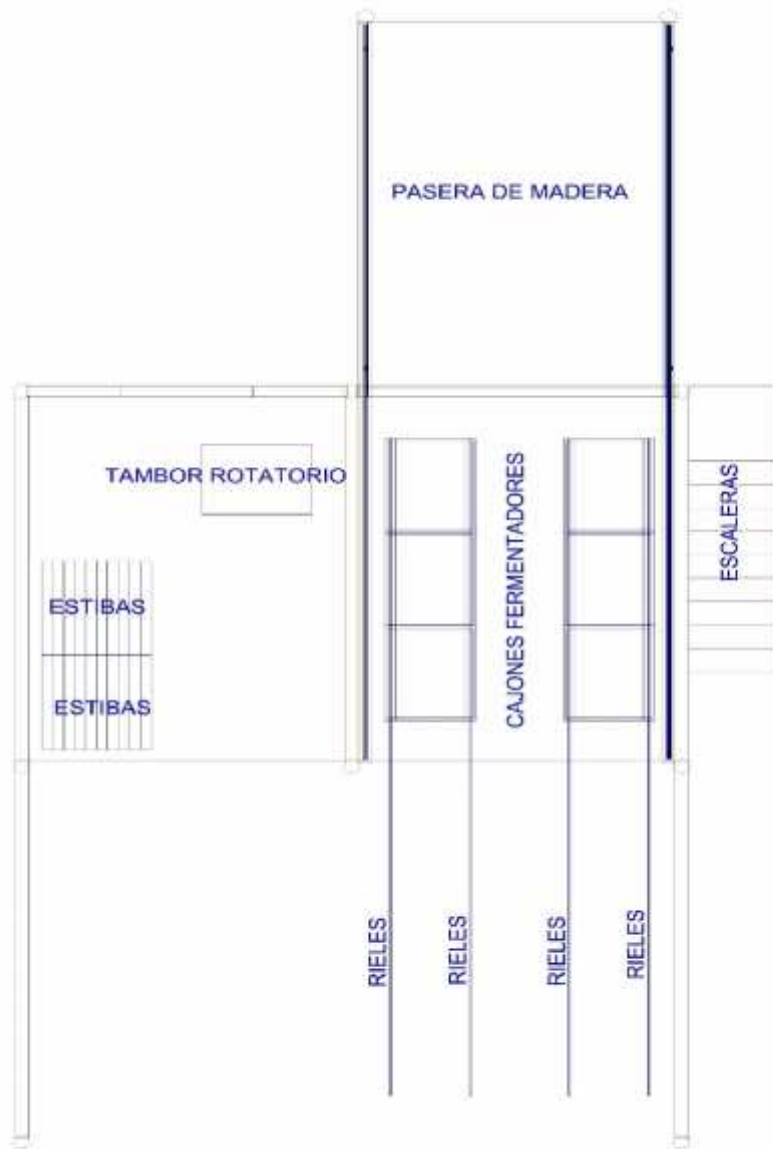 PASERA DE MADERA
TAMBOR ROTATORIO
CAJONES FERMENTADORES
ESCALERAS
ESTIBAS
ESTIBAS
RIELES
RIELES
RIELES
RIELES